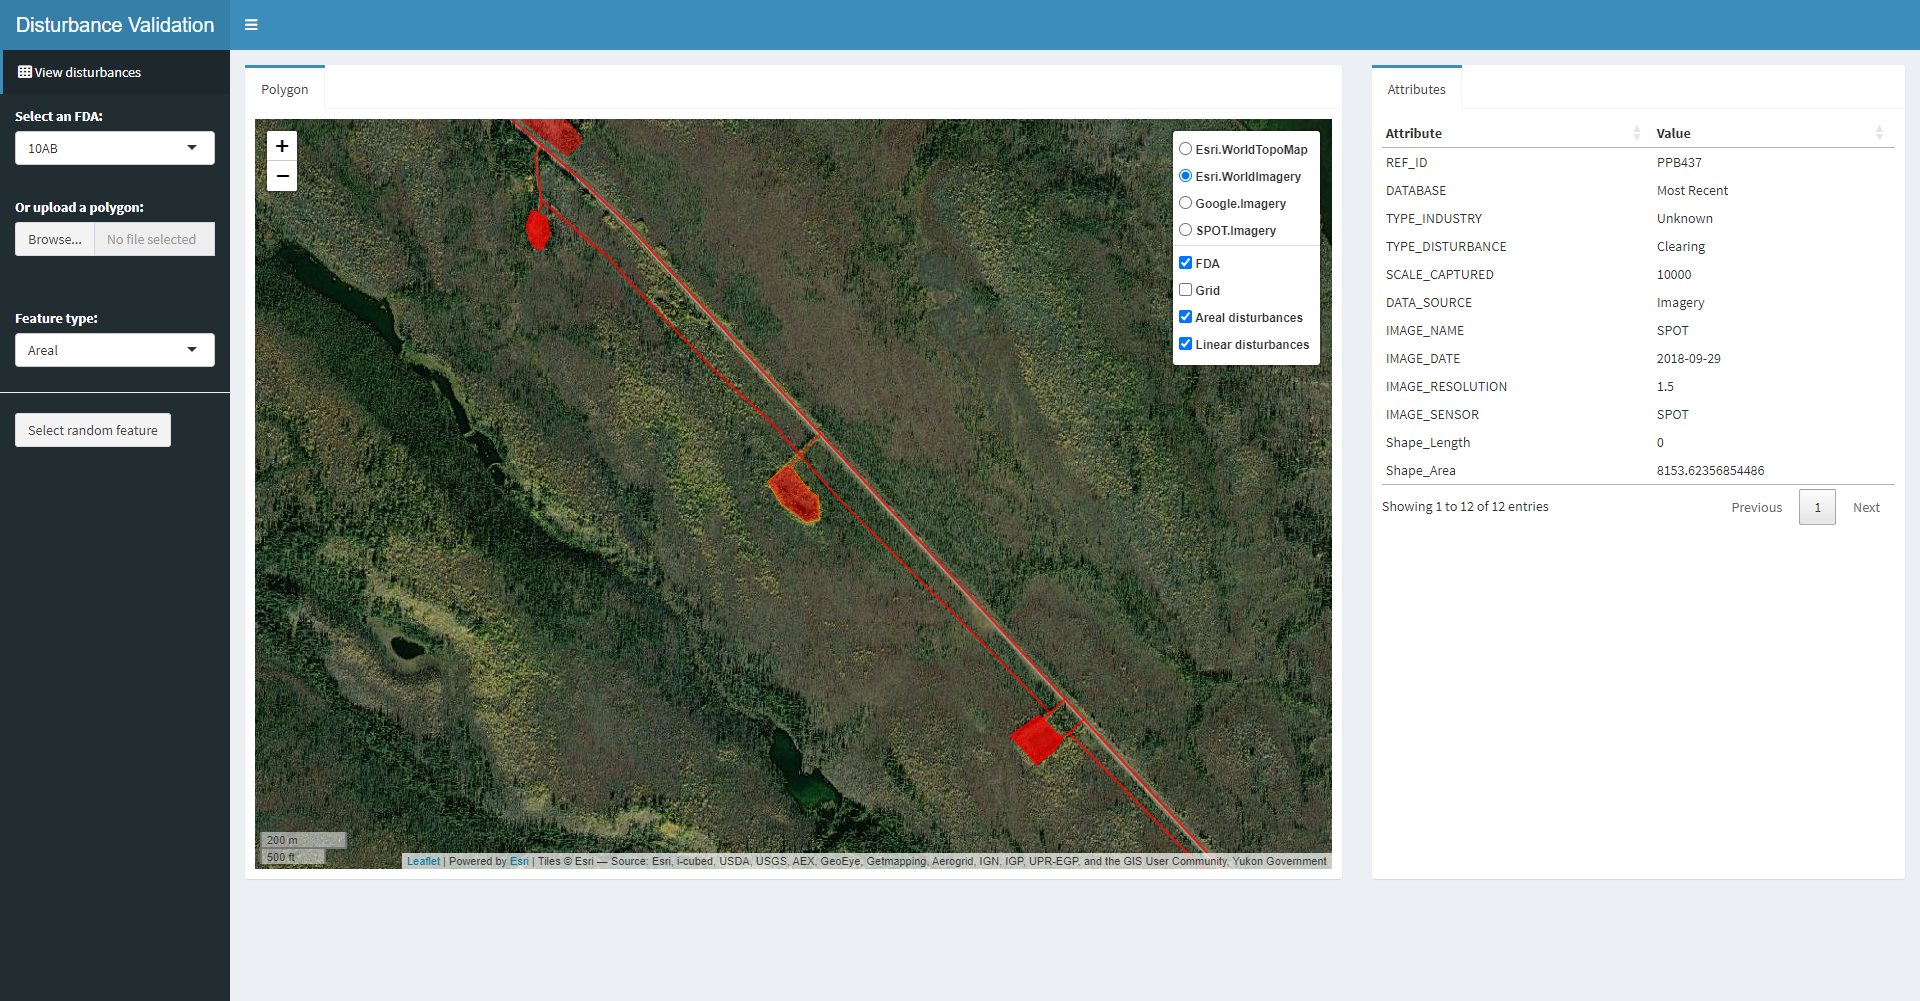 Disturbance Validation
View disturbances
Select an FDA:
10AB
Or upload a polygon:
Browse... No file selected
Feature type:
Areal
Select random feature
Polygon
+
−
Esri.WorldTopoMap
Esri.WorldImagery
Google.Imagery
SPOT.Imagery
FDA
Grid
Areal disturbances
Linear disturbances
200 m
500 ft
Leaflet | Powered by Esri | Tiles © Esri — Source: Esri, i-cubed, USDA, USGS, AEX, GeoEye, Getmapping, Aerogrid, IGN, IGP, UPR-EGP, and the GIS User Community, Yukon Government
Attributes
Attribute Value
REF_ID PPB437
DATABASE Most Recent
TYPE_INDUSTRY Unknown
TYPE_DISTURBANCE Clearing
SCALE_CAPTURED 10000
DATA_SOURCE Imagery
IMAGE_NAME SPOT
IMAGE_DATE 2018-09-29
IMAGE_RESOLUTION 1.5
IMAGE_SENSOR SPOT
Shape_Length 0
Shape_Area 8153.62356854486
Showing 1 to 12 of 12 entries Previous 1 Next